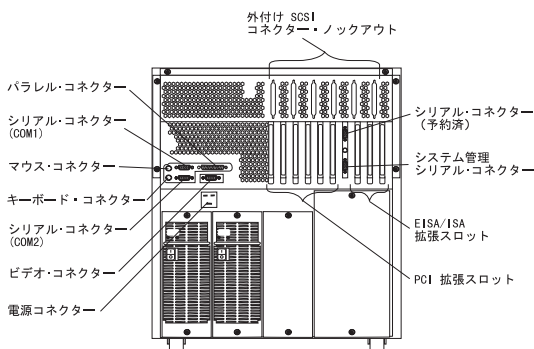 外付け SCSI
コネクター・ノックアウト
パラレル・コネクター
シリアル・コネクター
(COM1)
マウス・コネクター
キーボード・コネクター
シリアル・コネクター
(COM2)
ビデオ・コネクター
電源コネクター
シリアル・コネクター
(予約済)
システム管理
シリアル・コネクター
EISA/ISA
拡張スロット
PCI 拡張スロット